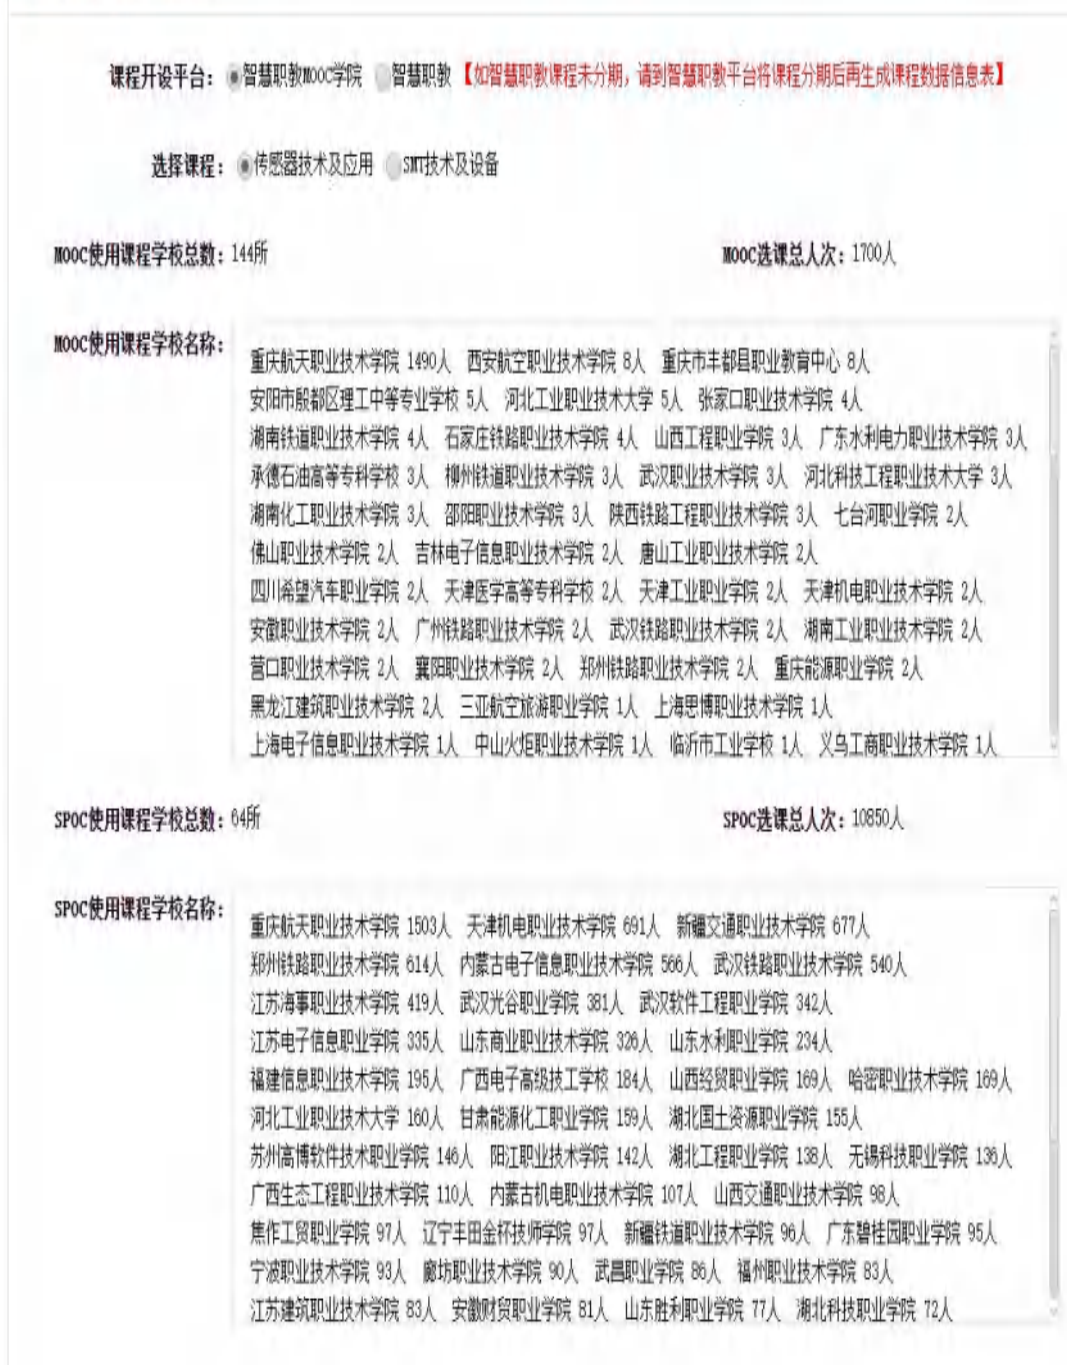 课程开设平台： 智慧职教MOOC学院 智慧职教 【如智慧职教课程未分期，请到智慧职教平台将课程分期后再生成课程数据信息表】
选择课程： 传感器技术及应用 SMT技术及设备
MOOC使用课程学校总数：144所 MOOC选课总人次：1700人
MOOC使用课程学校名称：
重庆航天职业技术学院 1490人 西安航空职业技术学院 8人 重庆市丰都县职业教育中心 8人
安阳市殷都区理工中等专业学校 5人 河北工业职业技术大学 5人 张家口职业技术学院 4人
湖南铁道职业技术学院 4人 石家庄铁路职业技术学院 4人 山西工程职业学院 3人 广东水利电力职业技术学院 3人
承德石油高等专科学校 3人 柳州铁道职业技术学院 3人 武汉职业技术学院 3人 河北科技工程职业技术大学 3人
湖南化工职业技术学院 3人 邵阳职业技术学院 3人 陕西铁路工程职业技术学院 3人 七台河职业学院 2人
佛山职业技术学院 2人 吉林电子信息职业技术学院 2人 唐山工业职业技术学院 2人
四川希望汽车职业学院 2人 天津医学高等专科学校 2人 天津工业职业学院 2人 天津机电职业技术学院 2人
安徽职业技术学院 2人 广州铁路职业技术学院 2人 武汉铁路职业技术学院 2人 湖南工业职业技术学院 2人
营口职业技术学院 2人 襄阳职业技术学院 2人 郑州铁路职业技术学院 2人 重庆能源职业学院 2人
黑龙江建筑职业技术学院 2人 三亚航空旅游职业学院 1人 上海思博职业技术学院 1人
上海电子信息职业技术学院 1人 中山火炬职业技术学院 1人 临沂市工业学校 1人 义乌工商职业技术学院 1人
SPOC使用课程学校总数：64所 SPOC选课总人次：10850人
SPOC使用课程学校名称：
重庆航天职业技术学院 1503人 天津机电职业技术学院 691人 新疆交通职业技术学院 677人
郑州铁路职业技术学院 614人 内蒙古电子信息职业技术学院 566人 武汉铁路职业技术学院 540人
江苏海事职业技术学院 419人 武汉光谷职业学院 381人 武汉软件工程职业学院 342人
江苏电子信息职业学院 335人 山东商业职业技术学院 326人 山东水利职业学院 234人
福建信息职业技术学院 195人 广西电子高级技工学校 184人 山西经贸职业学院 169人 哈密职业技术学院 169人
河北工业职业技术大学 160人 甘肃能源化工职业学院 159人 湖北国土资源职业学院 155人
苏州高博软件技术职业学院 146人 阳江职业技术学院 142人 湖北工程职业学院 138人 无锡科技职业学院 136人
广西生态工程职业技术学院 110人 内蒙古机电职业技术学院 107人 山西交通职业技术学院 98人
焦作工贸职业学院 97人 辽宁丰田金杯技师学院 97人 新疆铁道职业技术学院 96人 广东碧桂园职业学院 95人
宁波职业技术学院 93人 廊坊职业技术学院 90人 武昌职业学院 86人 福州职业技术学院 83人
江苏建筑职业技术学院 83人 安徽财贸职业学院 81人 山东胜利职业学院 77人 湖北科技职业学院 72人